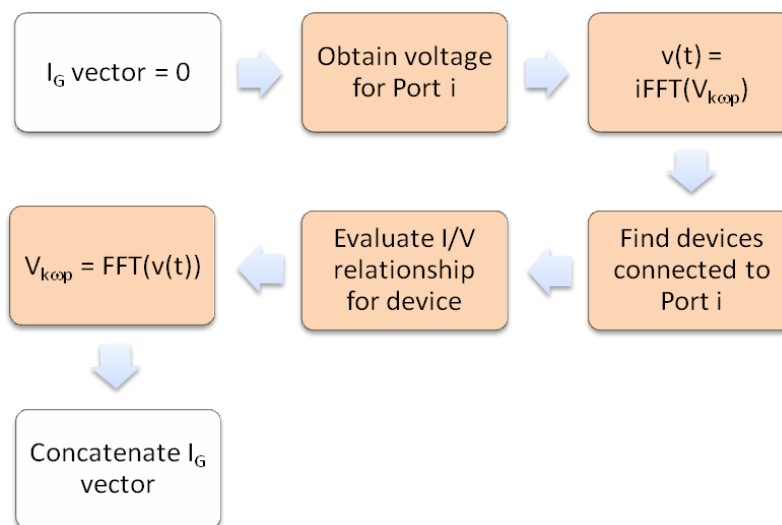 I_G vector = 0
Obtain voltage
for Port i
v(t) =
iFFT(V_kωp)
V_kωp = FFT(v(t))
Evaluate I/V
relationship
for device
Find devices
connected to
Port i
Concatenate I_G
vector